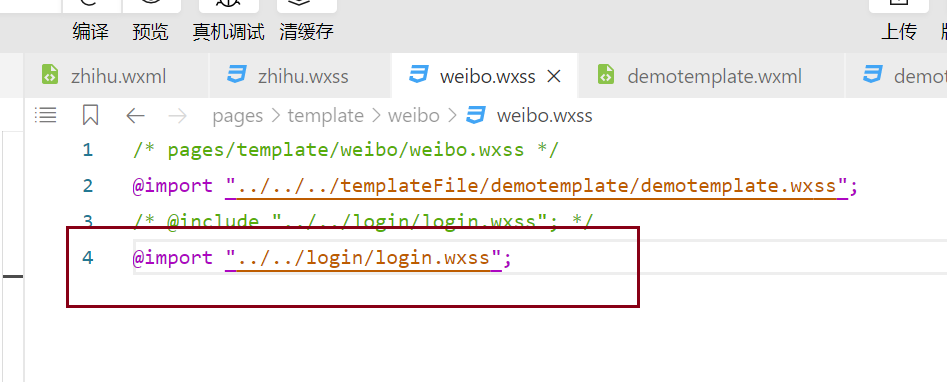 编译 预览 真机调试 清缓存 上传
zhihu.wxml zhihu.wxss weibo.wxss demotemplate.wxml demot
pages > template > weibo > weibo.wxss
1 /* pages/template/weibo/weibo.wxss */
2 @import "../../../templateFile/demotemplate/demotemplate.wxss";
3 /* @include "../../login/login.wxss"; */
4 @import "../../login/login.wxss";